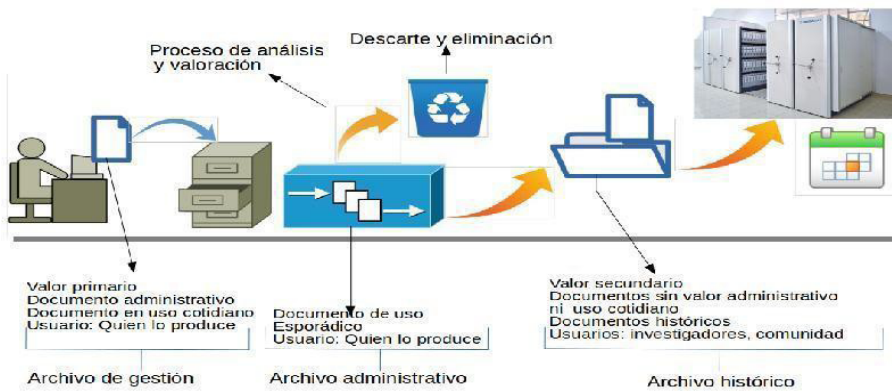 Proceso de análisis
y valoración
Descarte y eliminación
Valor primario
Documento administrativo
Documento en uso cotidiano
Usuario: Quien lo produce
Archivo de gestión
Documento de uso
Esporádico
Usuario: Quien lo produce
Archivo administrativo
Valor secundario
Documentos sin valor administrativo
ni uso cotidiano
Documentos históricos
Usuarios: investigadores, comunidad
Archivo histórico